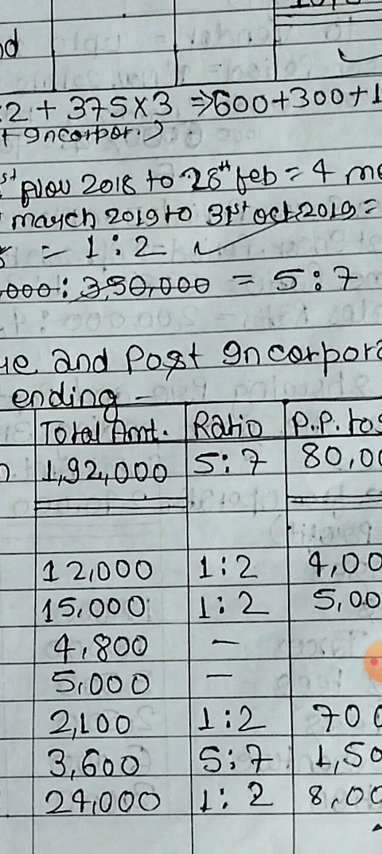 :2 + 375×3 ⇒600+300+1
+ Incorpor.)
1st Nov 2018 to 28th feb = 4 m
march 2019 to 31st oct 2019 =
= 1:2
,000: 3,50,000 = 5:7
ue and Post Incorpora
ending -
Total Amt. Ratio P.P. to
1,92,000 5:7 80,00
12,000 1:2 4,00
15,000 1:2 5,00
4,800 —
5,000 —
2,100 1:2 700
3,600 5:7 1,50
24,000 1:2 8,00